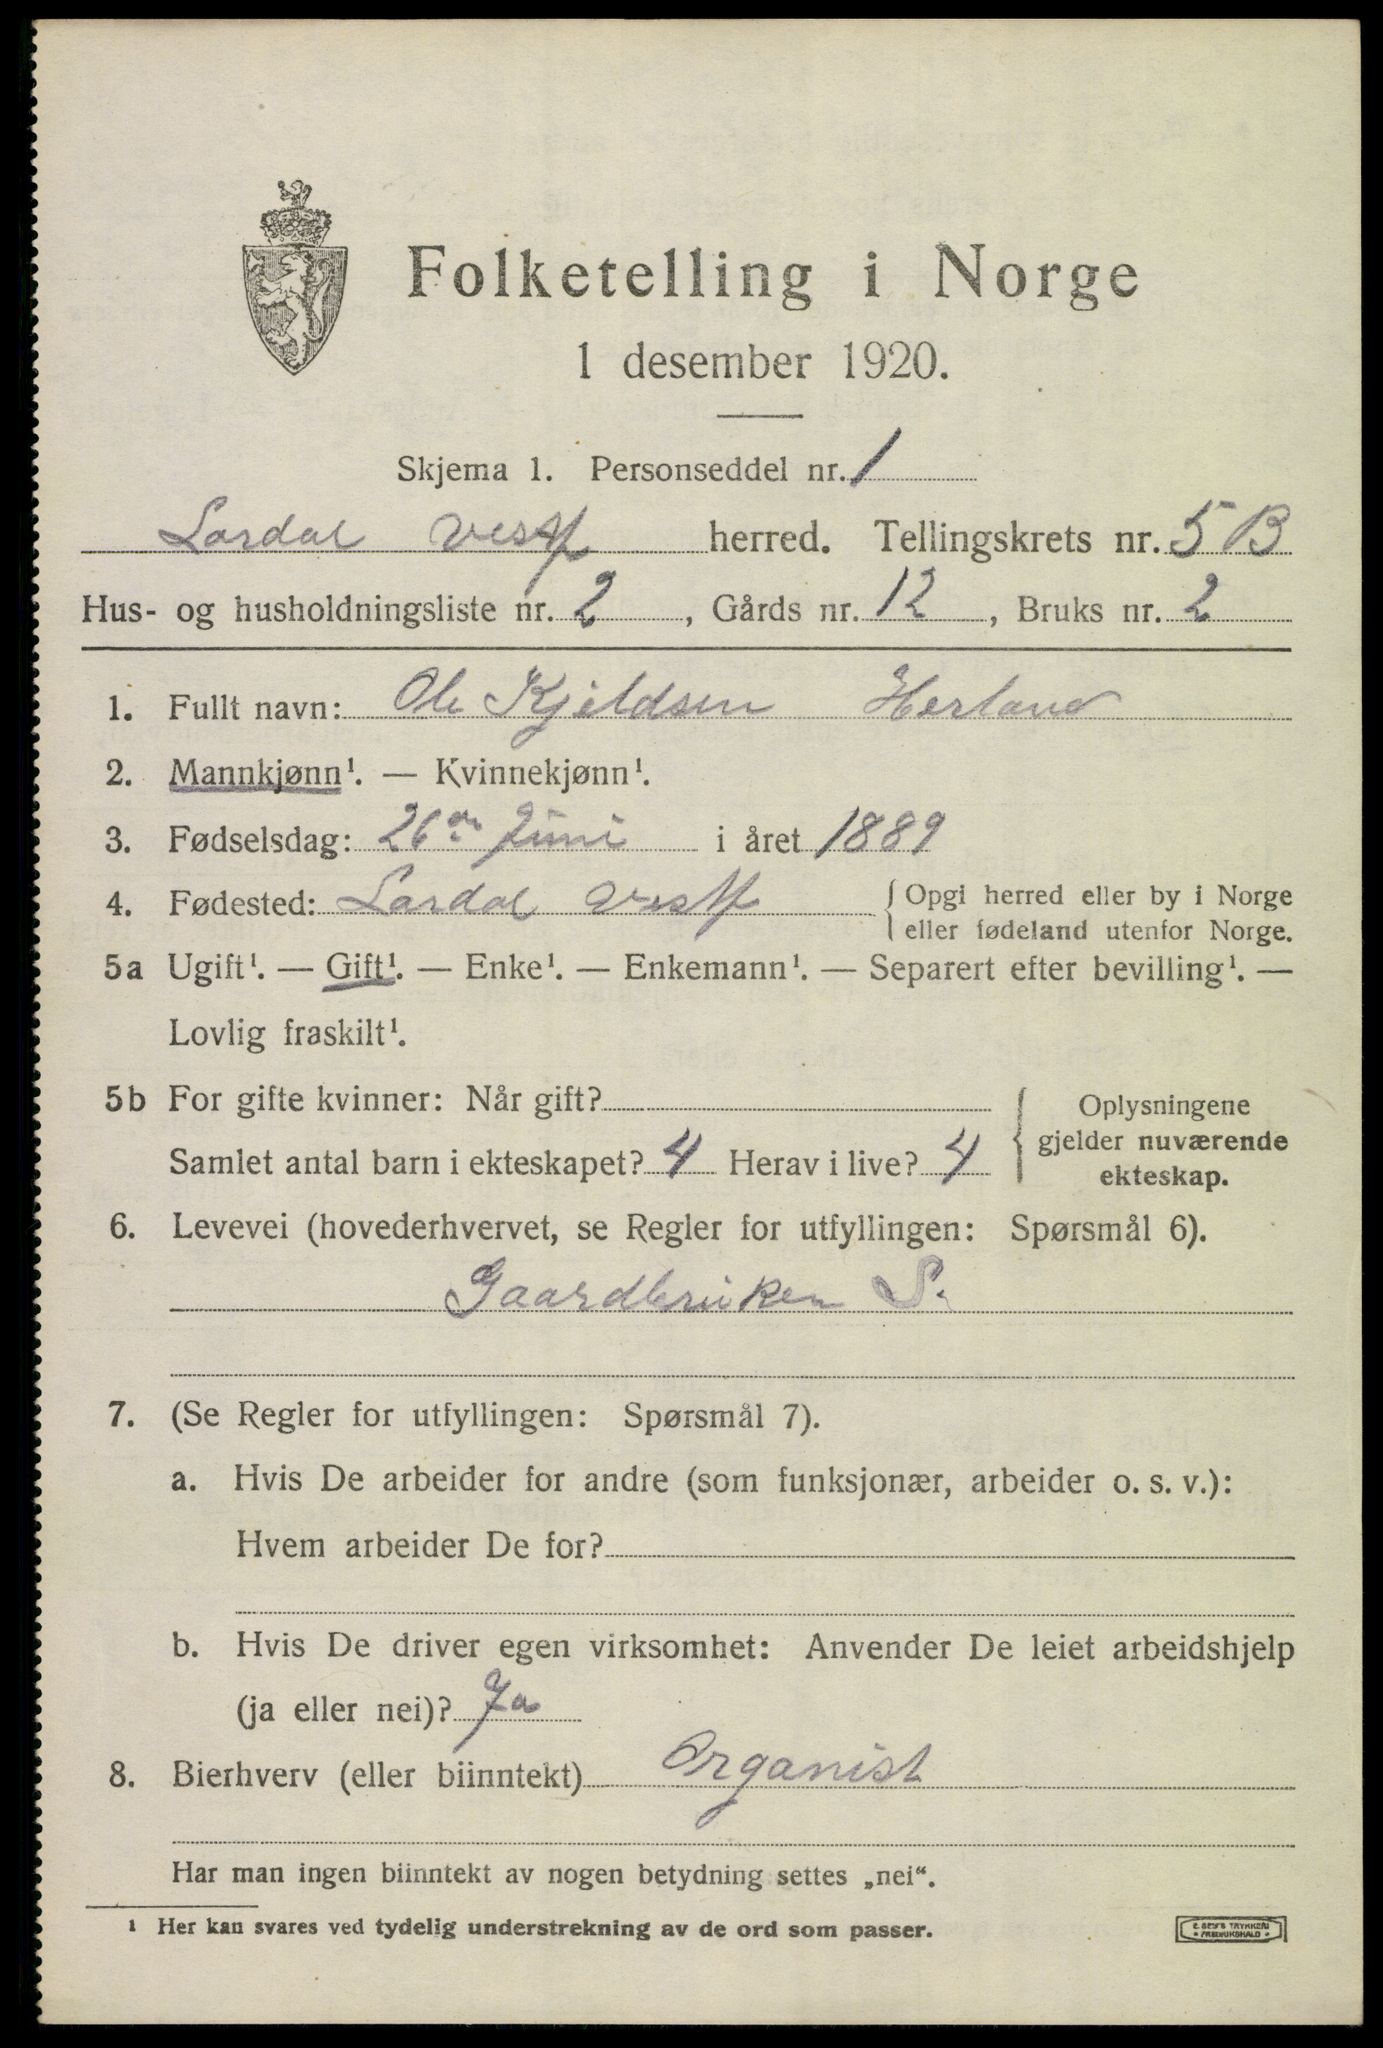 Folketelling i Norge
1 desember 1920.
Skjema 1. Personseddel nr. 1
Lardal Vestf herred. Tellingskrets nr. 5 B
Hus- og husholdningsliste nr. 2, Gårds nr. 12, Bruks nr. 2
1. Fullt navn: Ole Kjeldsen Herland
2. Mannkjønn¹. — Kvinnekjønn¹.
3. Fødselsdag: 26de Juni i året 1889
4. Fødested: Lardal Vestf { Opgi herred eller by i Norge
eller fødeland utenfor Norge.
5a Ugift¹. — Gift¹. — Enke¹. — Enkemann¹. — Separert efter bevilling¹. —
Lovlig fraskilt¹.
5b For gifte kvinner: Når gift?
Samlet antal barn i ekteskapet? 4 Herav i live? 4
{ Oplysningene
gjelder nuværende
ekteskap.
6. Levevei (hovederhvervet, se Regler for utfyllingen: Spørsmål 6).
Gaardbruker S.
7. (Se Regler for utfyllingen: Spørsmål 7).
a. Hvis De arbeider for andre (som funksjonær, arbeider o. s. v.):
Hvem arbeider De for?
b. Hvis De driver egen virksomhet: Anvender De leiet arbeidshjelp
(ja eller nei)? Ja
8. Bierhverv (eller biinntekt) Organist
Har man ingen biinntekt av nogen betydning settes „nei“.
¹ Her kan svares ved tydelig understrekning av de ord som passer.
E. SEM'S TRYKKERI
• FREDRIKSHALD •